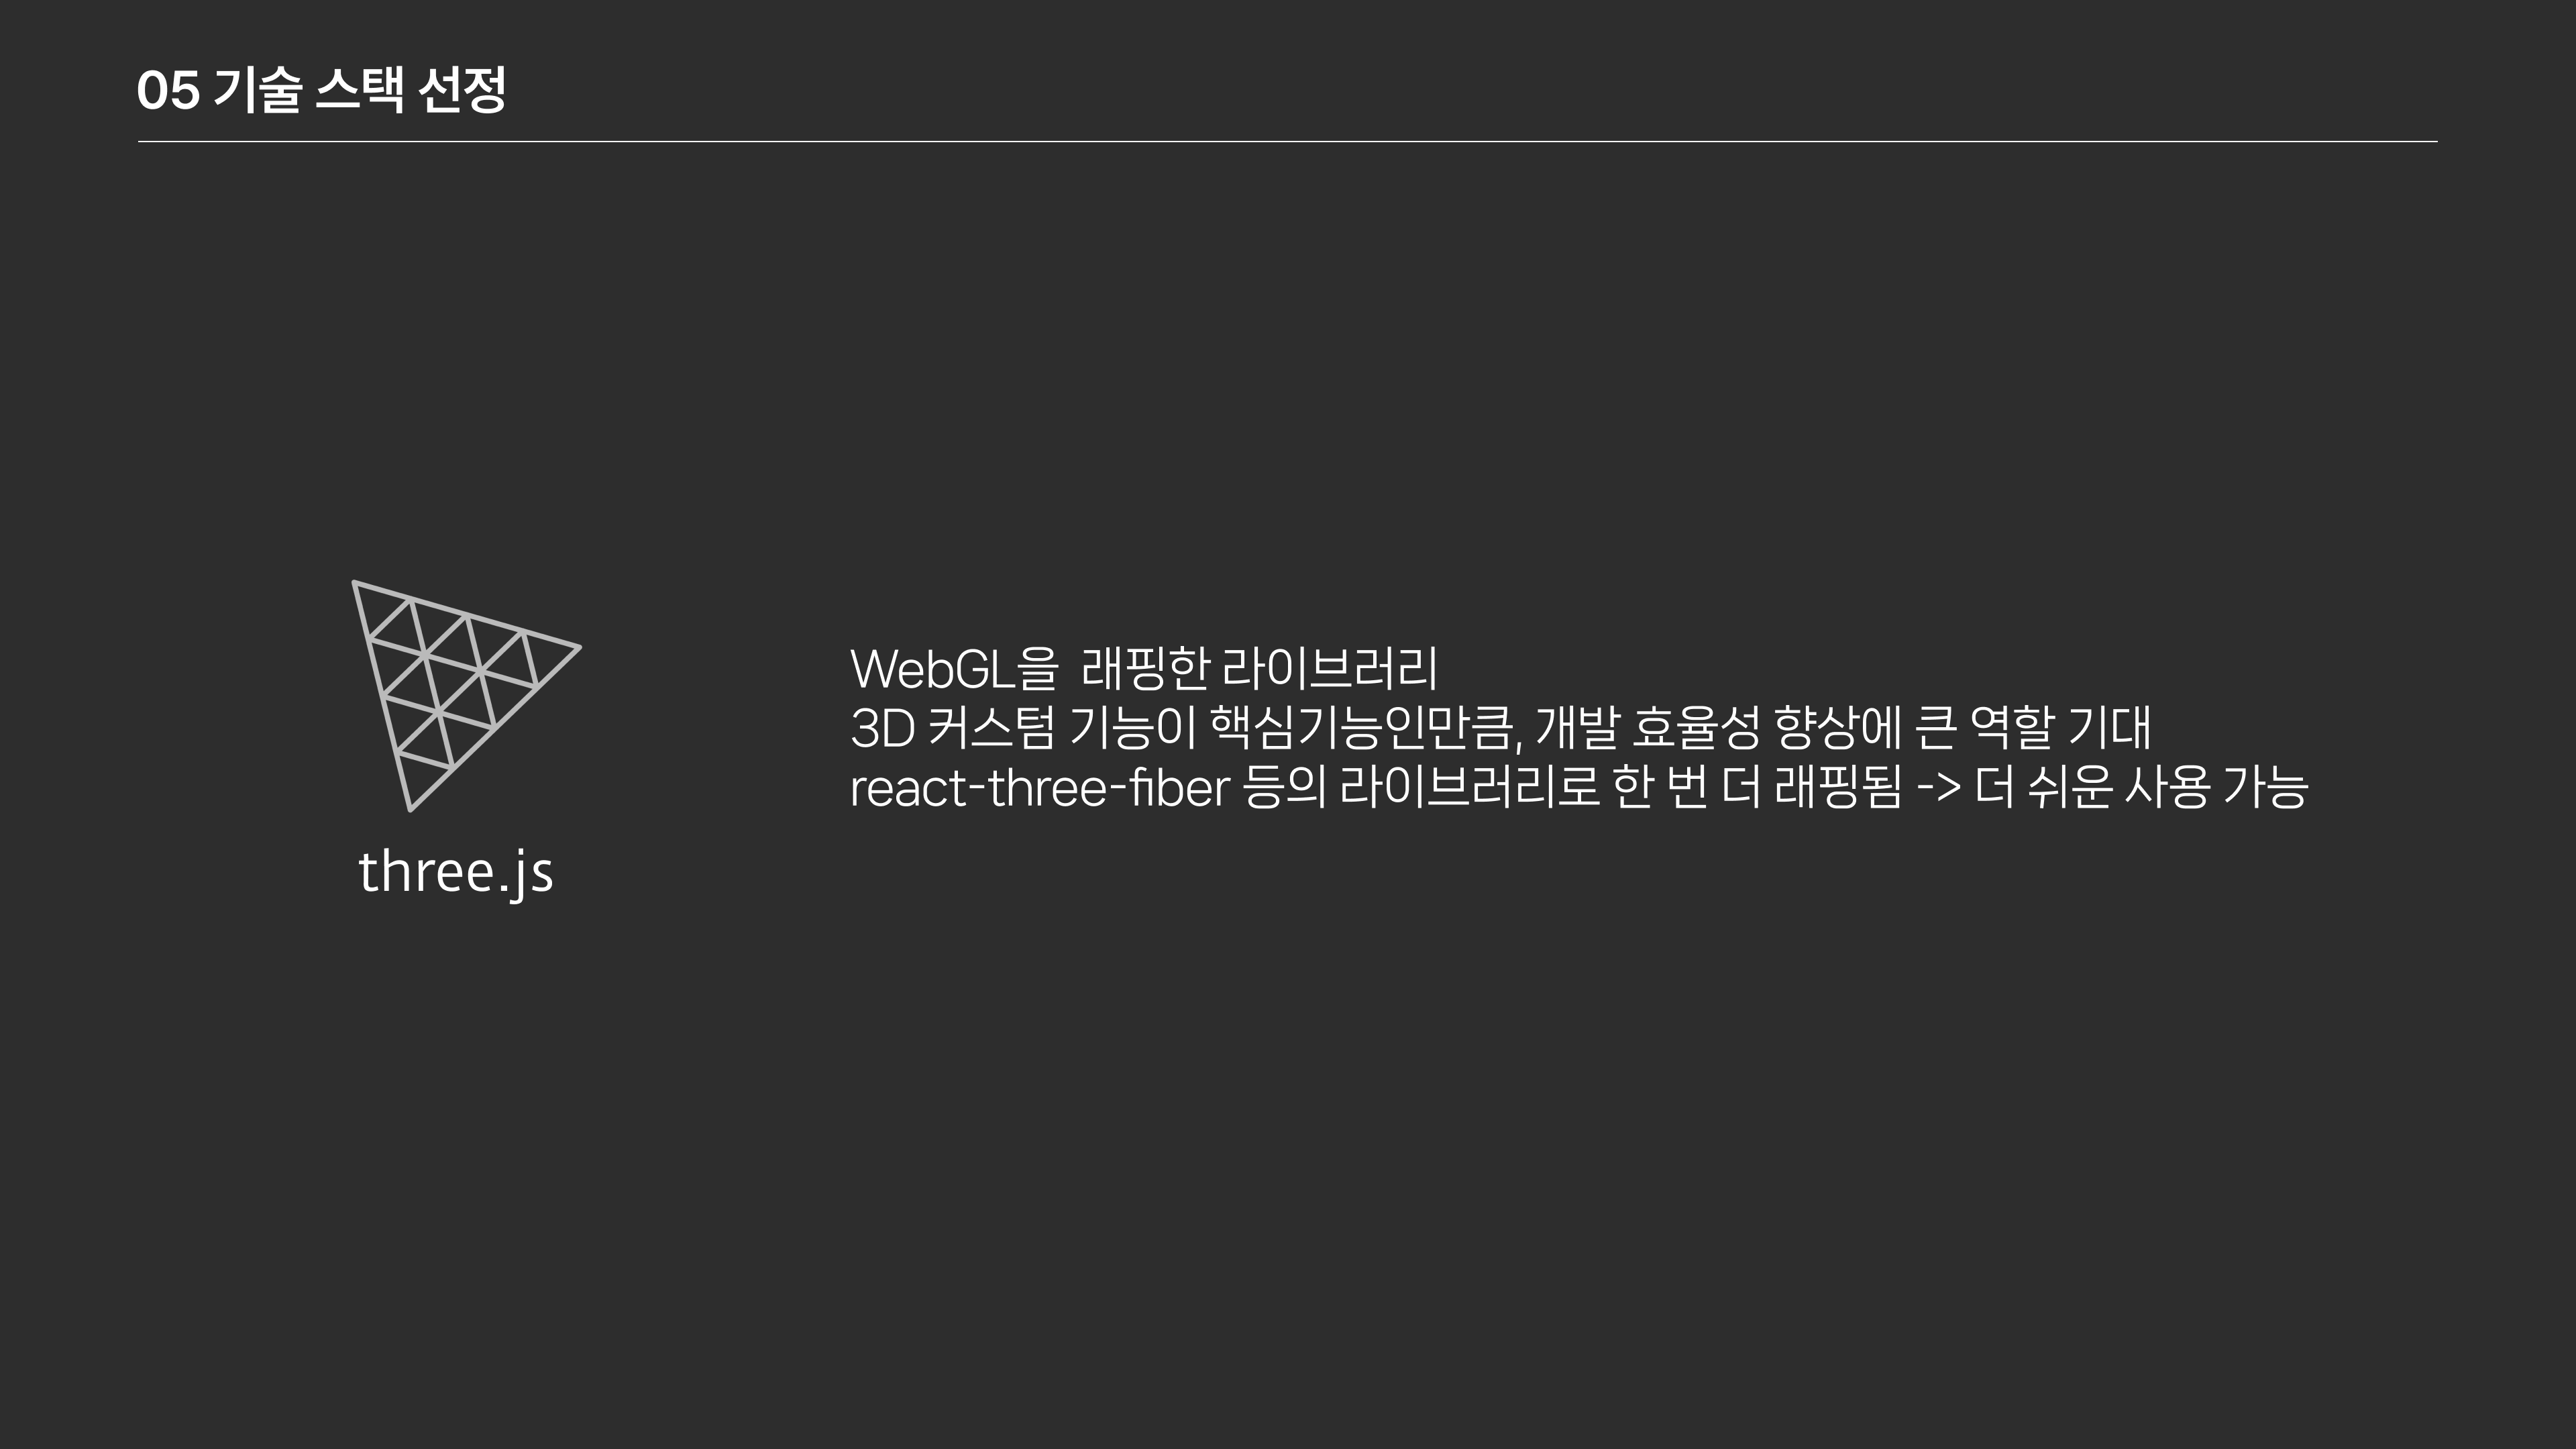 05 기술 스택 선정
three.js
WebGL을  래핑한 라이브러리
3D 커스텀 기능이 핵심기능인만큼, 개발 효율성 향상에 큰 역할 기대
react-three-fiber 등의 라이브러리로 한 번 더 래핑됨 -> 더 쉬운 사용 가능